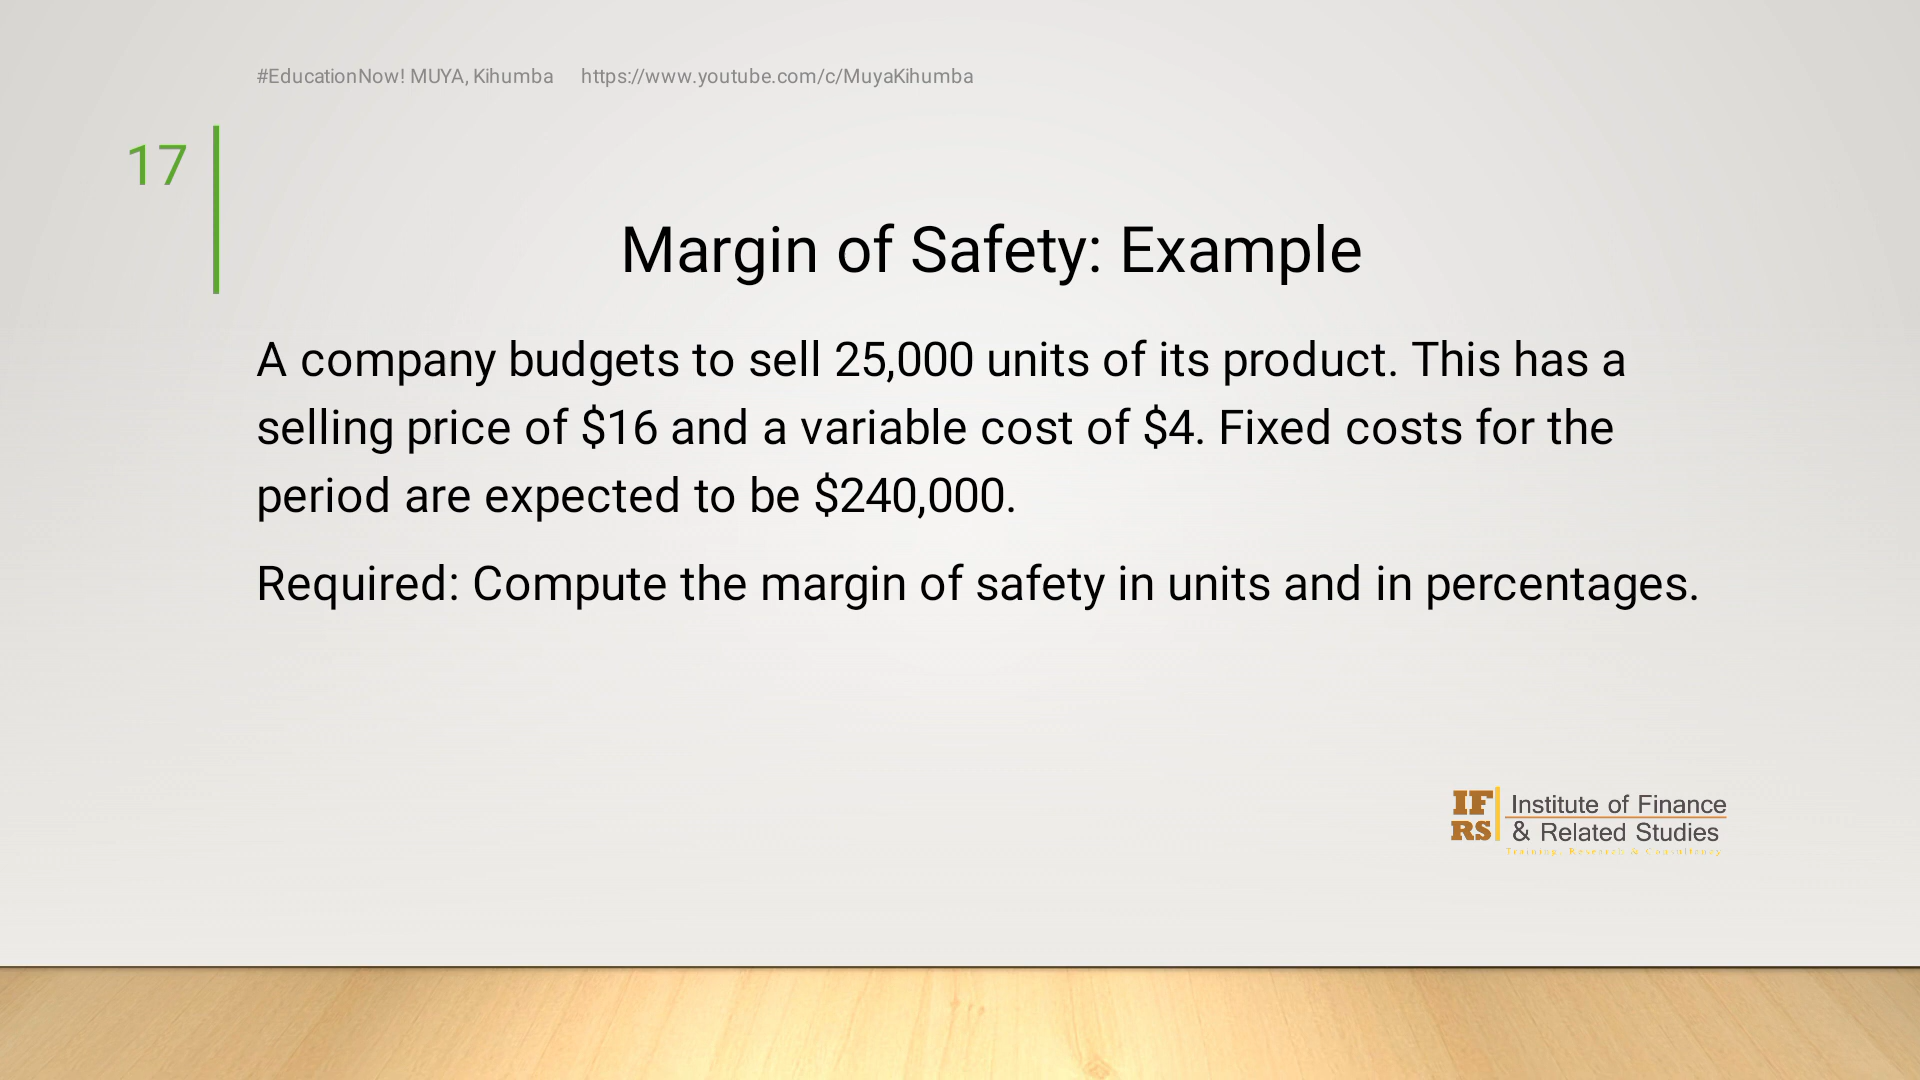 #EducationNow! MUYA, Kihumba https://www.youtube.com/c/MuyaKihumba
17
Margin of Safety: Example
A company budgets to sell 25,000 units of its product. This has a
selling price of $16 and a variable cost of $4. Fixed costs for the
period are expected to be $240,000.
Required: Compute the margin of safety in units and in percentages.
IF
RS
Institute of Finance
& Related Studies
Training, Research & Consultancy